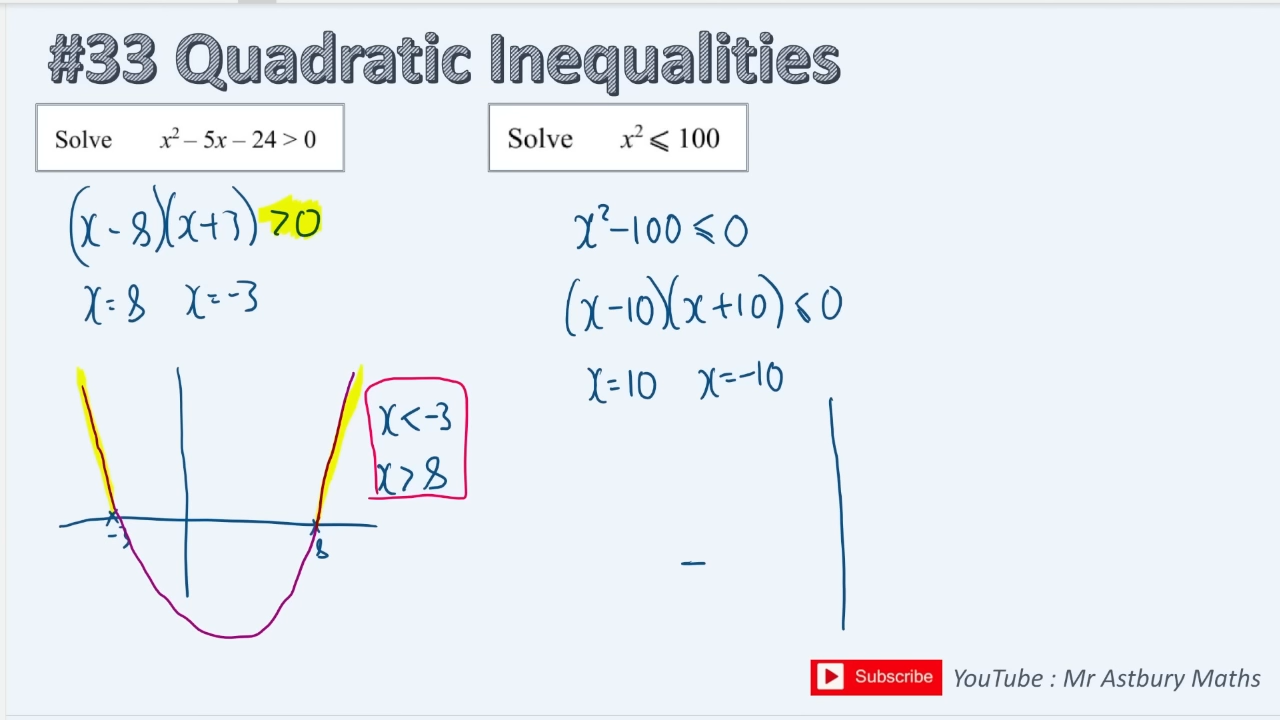 #33 Quadratic Inequalities
Solve x² – 5x – 24 > 0
(x-8)(x+3) >0
x=8 x=-3
x<-3
x>8
-3
8
Solve x² ⩽ 100
x²-100 ⩽ 0
(x-10)(x+10) ⩽ 0
x=10 x=-10
Subscribe
YouTube : Mr Astbury Maths